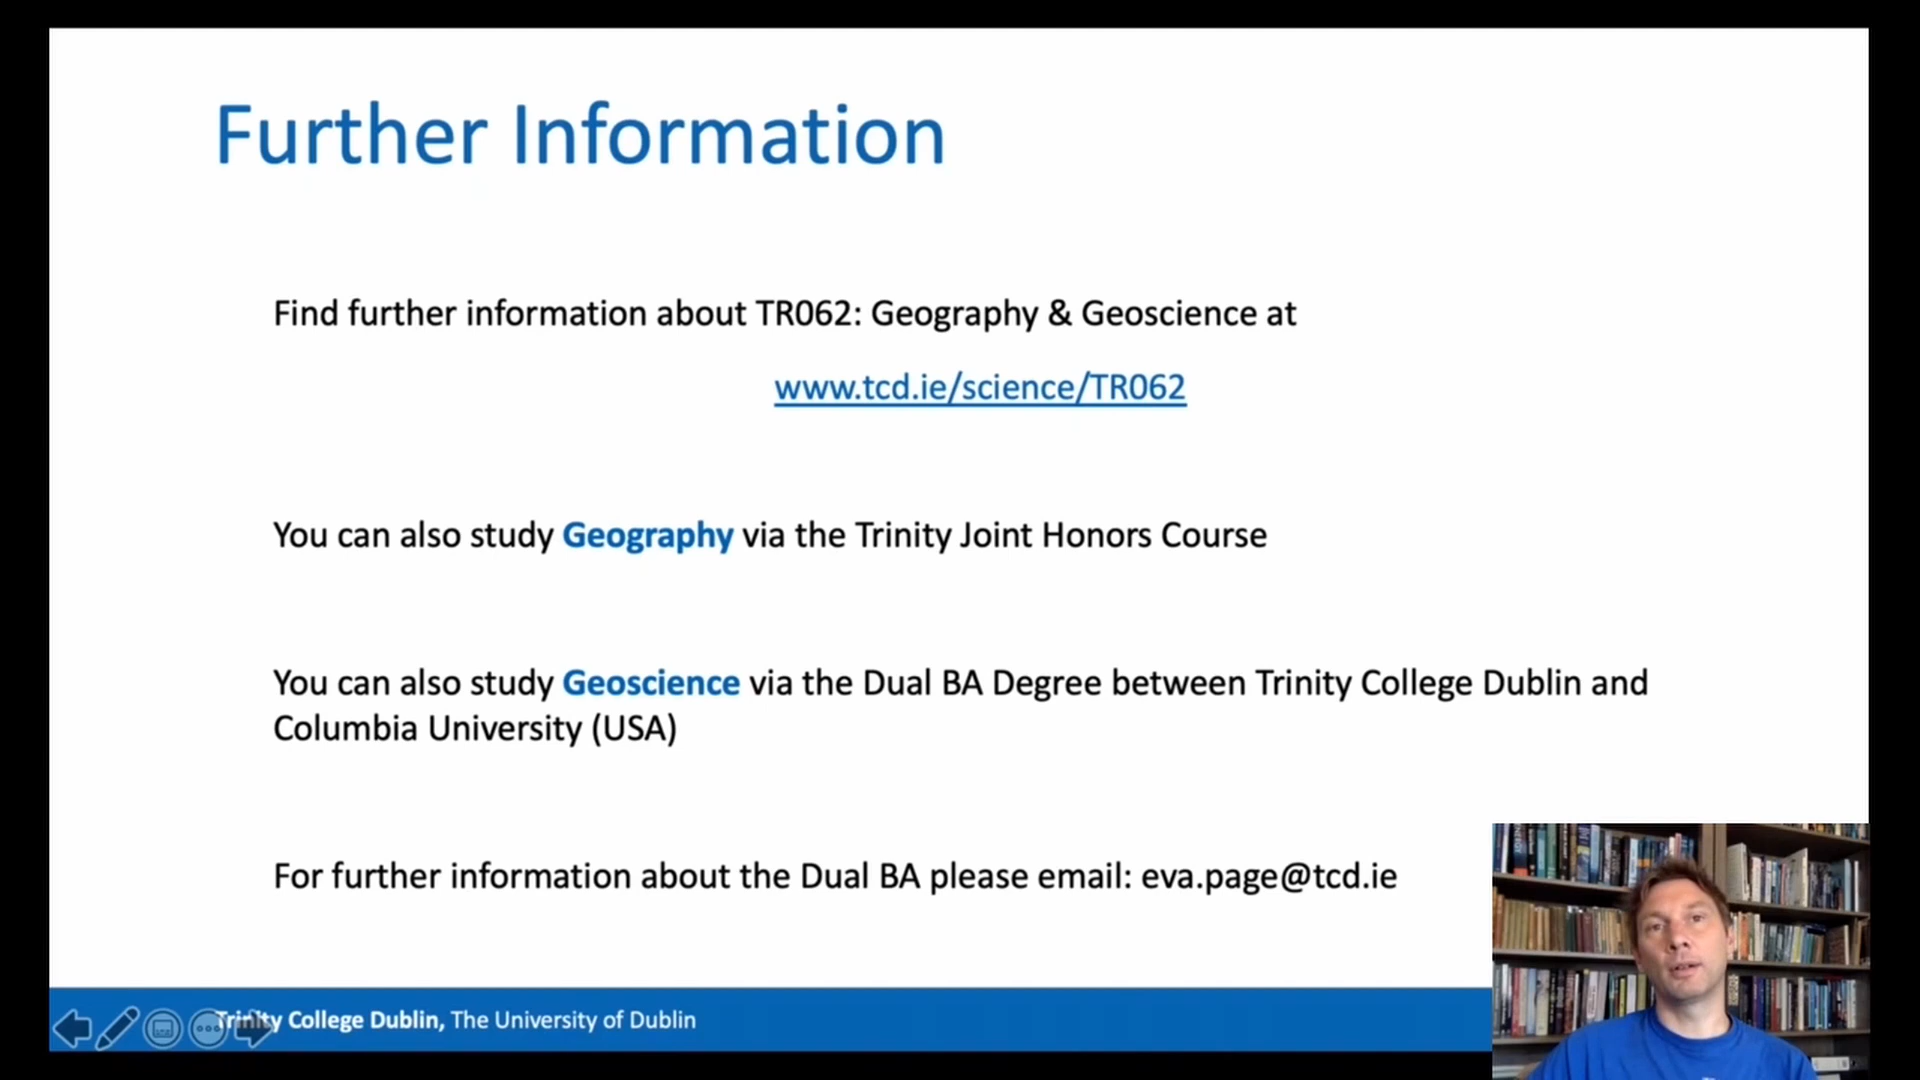 Further Information
Find further information about TR062: Geography & Geoscience at
www.tcd.ie/science/TR062
You can also study Geography via the Trinity Joint Honors Course
You can also study Geoscience via the Dual BA Degree between Trinity College Dublin and
Columbia University (USA)
For further information about the Dual BA please email: eva.page@tcd.ie
Trinity College Dublin, The University of Dublin